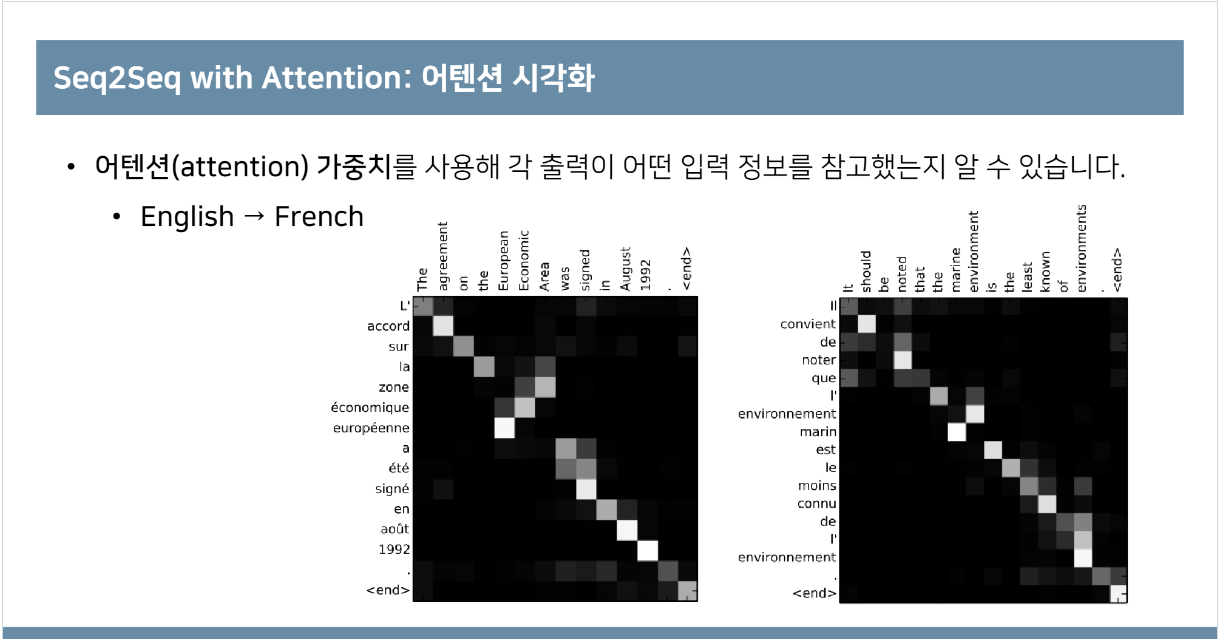 Seq2Seq with Attention: 어텐션 시각화
• 어텐션(attention) 가중치를 사용해 각 출력이 어떤 입력 정보를 참고했는지 알 수 있습니다.
• English → French
The agreement on the European Economic Area was signed in August 1992 . <end>
L'
accord
sur
la
zone
économique
européenne
a
été
signé
en
août
1992
.
<end>
It should be noted that the marine environment is the least known of environments . <end>
Il
convient
de
noter
que
l'
environnement
marin
est
le
moins
connu
de
l'
environnement
.
<end>